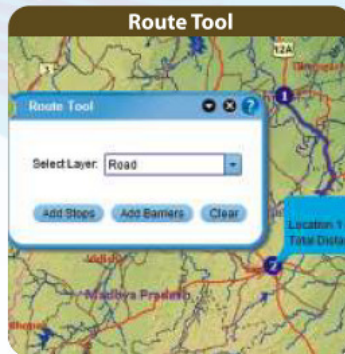 Route Tool
12A
3
Route Tool
?
1
Select Layer: Road
Add Stops Add Barriers Clear
Location 1
Total Dista
2
Madhya Pradesh